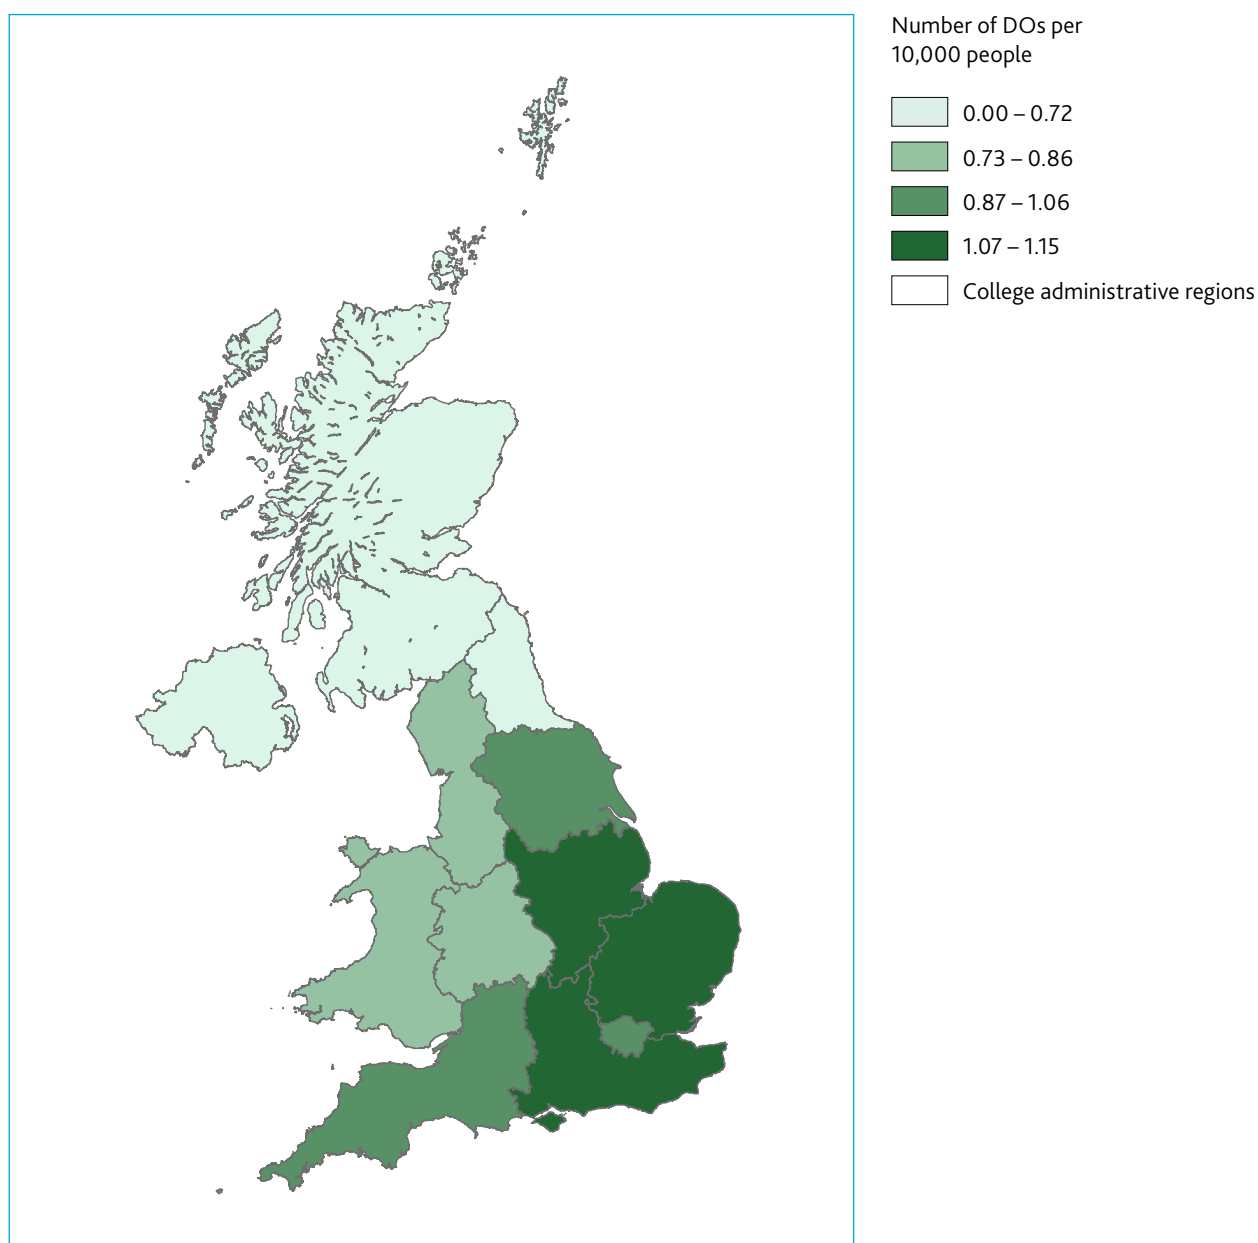 Number of DOs per
10,000 people
0.00 – 0.72
0.73 – 0.86
0.87 – 1.06
1.07 – 1.15
College administrative regions